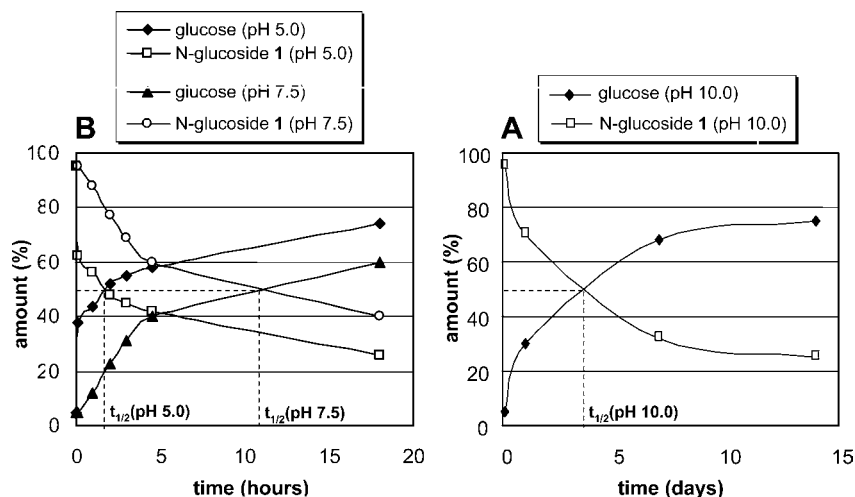 glucose (pH 5.0)
N-glucoside 1 (pH 5.0)
glucose (pH 7.5)
N-glucoside 1 (pH 7.5)
B
100
80
60
40
20
0
amount (%)
t1/2(pH 5.0)
t1/2(pH 7.5)
0 5 10 15 20
time (hours)
glucose (pH 10.0)
N-glucoside 1 (pH 10.0)
A
100
80
60
40
20
0
amount (%)
t1/2(pH 10.0)
0 5 10 15
time (days)